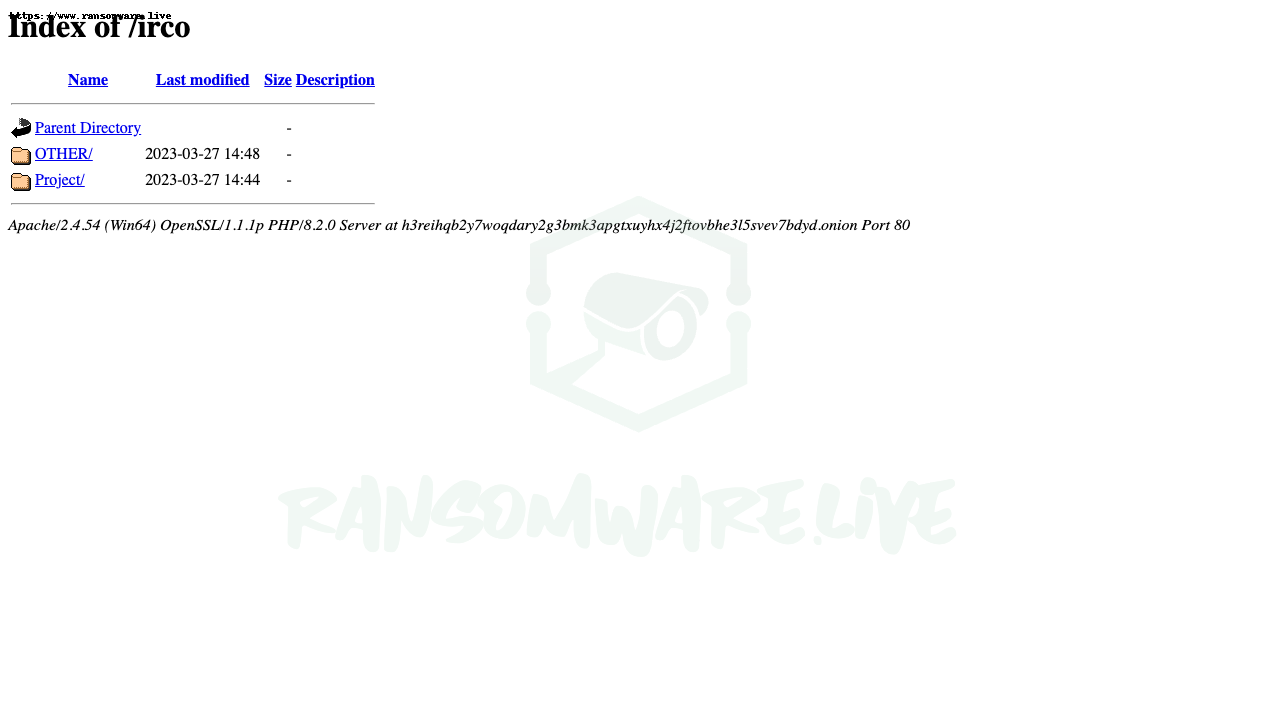 https://www.ransomware.live
Index of /irco
Name Last modified Size Description
Parent Directory -
OTHER/ 2023-03-27 14:48 -
Project/ 2023-03-27 14:44 -
Apache/2.4.54 (Win64) OpenSSL/1.1.1p PHP/8.2.0 Server at h3reihqb2y7woqdary2g3bmk3apgtxuyhx4j2ftovbhe3l5svev7bdyd.onion Port 80
RANSOMWARE.LIVE